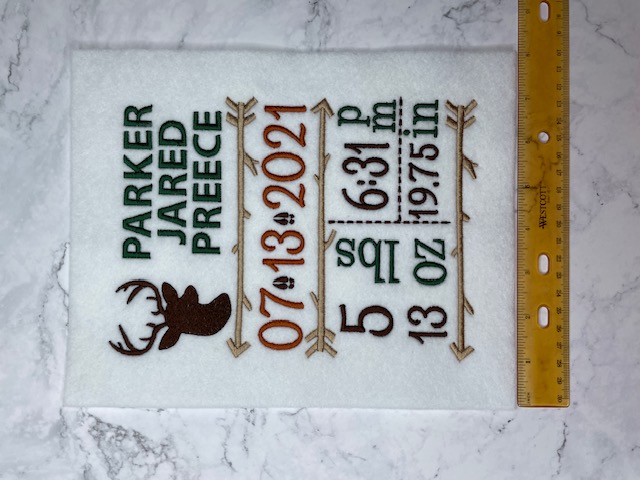 PARKER
JARED
PREECE
07·13·2021
5 lbs
13 oz
6:31 pm
19.75 in
WESTCOTT